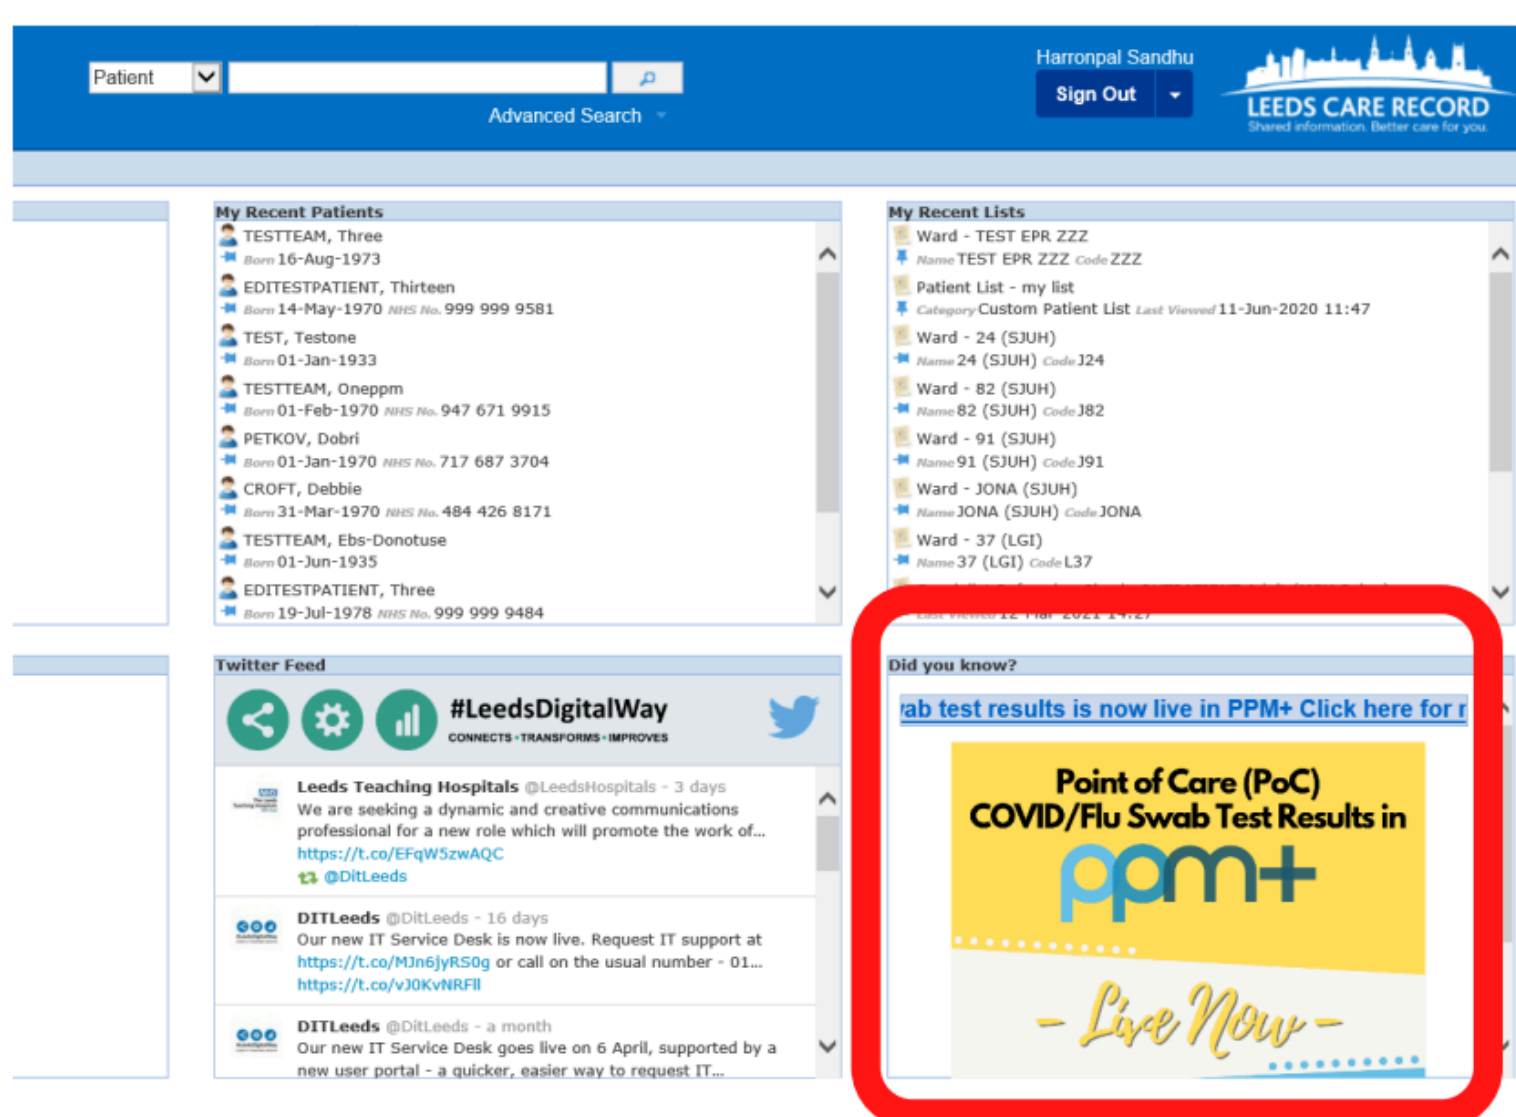 Harronpal Sandhu
Patient
Sign Out
Advanced Search
LEEDS CARE RECORD
Shared information. Better care for you.
My Recent Patients
TESTTEAM, Three
Born 16-Aug-1973
EDITESTPATIENT, Thirteen
Born 14-May-1970 NHS No. 999 999 9581
TEST, Testone
Born 01-Jan-1933
TESTTEAM, Oneppm
Born 01-Feb-1970 NHS No. 947 671 9915
PETKOV, Dobri
Born 01-Jan-1970 NHS No. 717 687 3704
CROFT, Debbie
Born 31-Mar-1970 NHS No. 484 426 8171
TESTTEAM, Ebs-Donotuse
Born 01-Jun-1935
EDITESTPATIENT, Three
Born 19-Jul-1978 NHS No. 999 999 9484
My Recent Lists
Ward - TEST EPR ZZZ
Name TEST EPR ZZZ Code ZZZ
Patient List - my list
Category Custom Patient List Last Viewed 11-Jun-2020 11:47
Ward - 24 (SJUH)
Name 24 (SJUH) Code J24
Ward - 82 (SJUH)
Name 82 (SJUH) Code J82
Ward - 91 (SJUH)
Name 91 (SJUH) Code J91
Ward - JONA (SJUH)
Name JONA (SJUH) Code JONA
Ward - 37 (LGI)
Name 37 (LGI) Code L37
Last Viewed 12-Mar-2021 14:27
Twitter Feed
#LeedsDigitalWay
CONNECTS • TRANSFORMS • IMPROVES
Leeds Teaching Hospitals @LeedsHospitals - 3 days
We are seeking a dynamic and creative communications
professional for a new role which will promote the work of...
https://t.co/EFqW5zwAQC
@DitLeeds
DITLeeds @DitLeeds - 16 days
Our new IT Service Desk is now live. Request IT support at
https://t.co/MJn6jyRS0g or call on the usual number - 01...
https://t.co/vJ0KvNRFll
DITLeeds @DitLeeds - a month
Our new IT Service Desk goes live on 6 April, supported by a
new user portal - a quicker, easier way to request IT...
Did you know?
test results is now live in PPM+ Click here for
Point of Care (PoC)
COVID/Flu Swab Test Results in
ppm+
- Live Now -